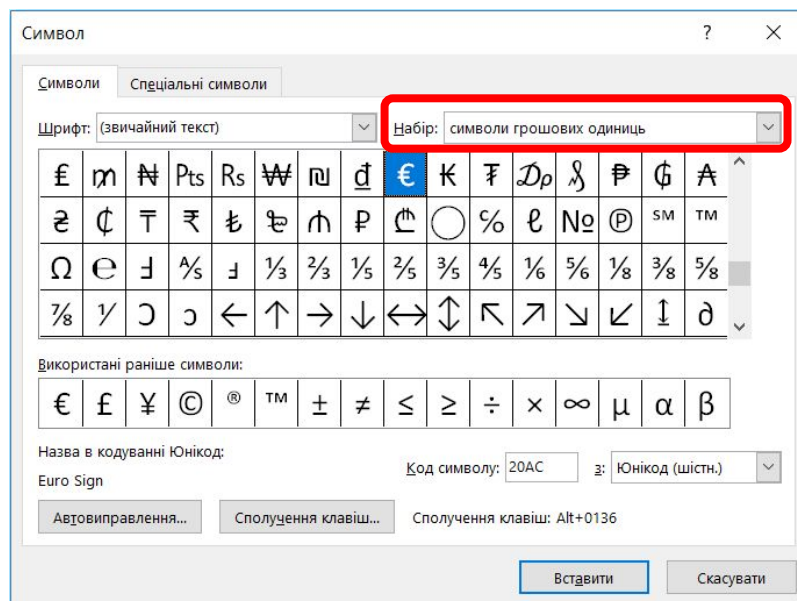 Символ ?
Символи Спеціальні символи
Шрифт: (звичайний текст) Набір: символи грошових одиниць
₤ ₥ ₦ Pts ₨ ₩ ₪ ₫ € ₭ ₮ ₯ ₰ ₱ ₲ ₳
₴ ₵ ₸ ₹ ₺ ₻ ₼ ₽ ₾ ⃝ ℅ ℓ № ℗ ℠ ™
Ω ℮ Ⅎ ⅍ ⅎ ⅓ ⅔ ⅕ ⅖ ⅗ ⅘ ⅙ ⅚ ⅛ ⅜ ⅝
⅞ ⅟ Ↄ ↄ ← ↑ → ↓ ↔ ↕ ↖ ↗ ↘ ↙ ↨ ∂
Використані раніше символи:
€ £ ¥ © ® ™ ± ≠ ≤ ≥ ÷ × ∞ µ α β
Назва в кодуванні Юнікод:
Euro Sign
Код символу: 20AC з: Юнікод (шістн.)
Автовиправлення... Сполучення клавіш... Сполучення клавіш: Alt+0136
Вставити Скасувати